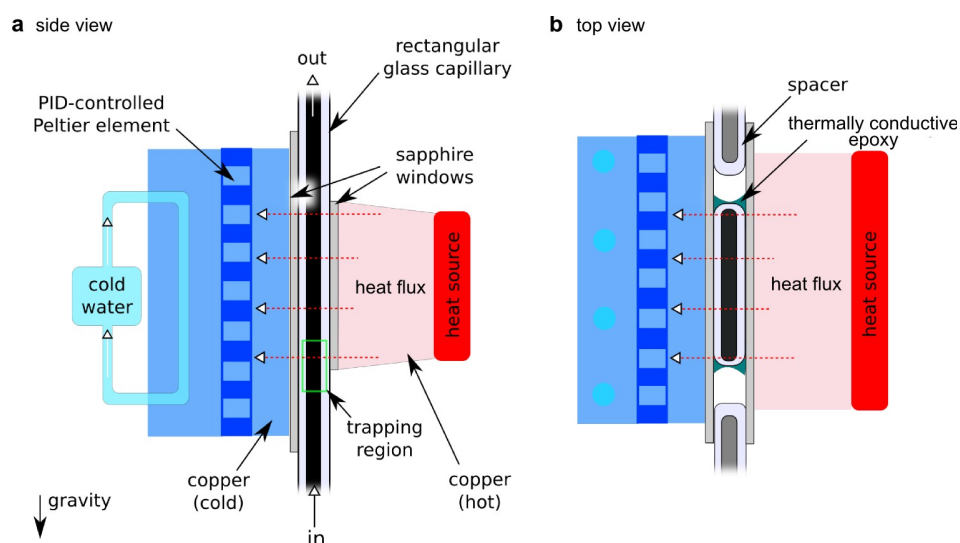 a side view
out
rectangular
glass capillary
PID-controlled
Peltier element
sapphire
windows
cold
water
heat flux
heat source
trapping
region
copper
(cold)
copper
(hot)
gravity
in
b top view
spacer
thermally conductive
epoxy
heat flux
heat source